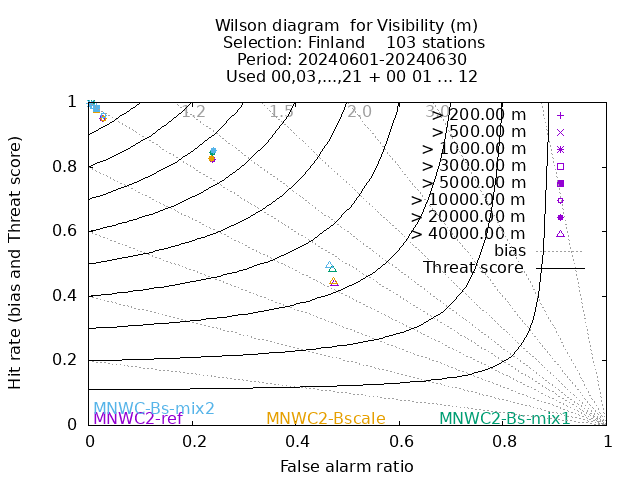 Wilson diagram  for Visibility (m)
Selection: Finland    103 stations
Period: 20240601-20240630
Used 00,03,...,21 + 00 01 ... 12
Hit rate (bias and Threat score)
1
0.8
0.6
0.4
0.2
0
1.2 1.5 2.0 3.0
> 200.00 m
> 500.00 m
> 1000.00 m
> 3000.00 m
> 5000.00 m
> 10000.00 m
> 20000.00 m
> 40000.00 m
bias
Threat score
MNWC-Bs-mix2
MNWC2-ref MNWC2-Bscale MNWC2-Bs-mix1
0 0.2 0.4 0.6 0.8 1
False alarm ratio